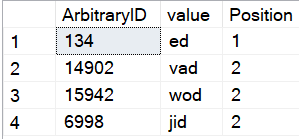 ArbitraryID value Position
1 134 ed 1
2 14902 vad 2
3 15942 wod 2
4 6998 jid 2